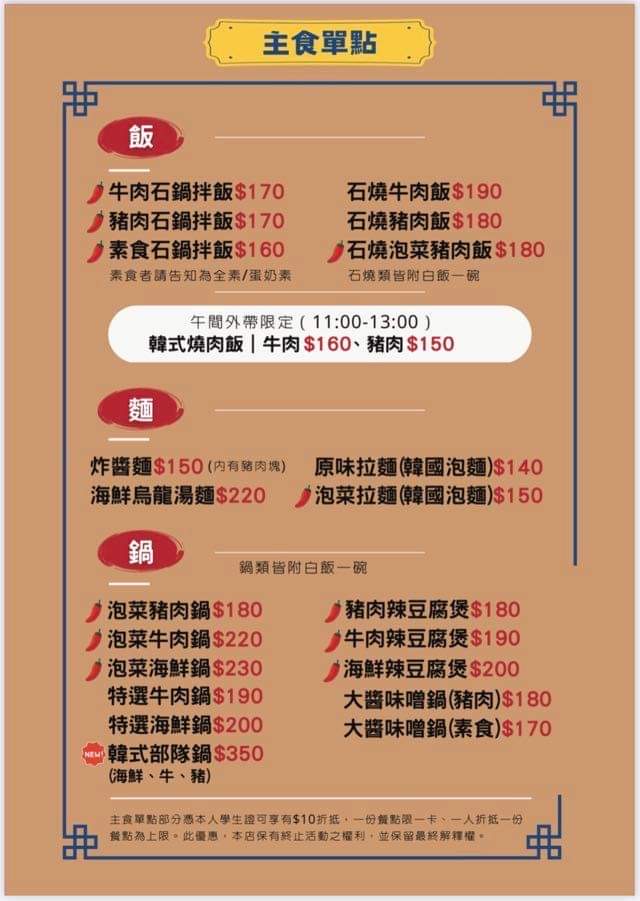 主食單點
飯
牛肉石鍋拌飯$170
豬肉石鍋拌飯$170
素食石鍋拌飯$160
素食者請告知為全素/蛋奶素
石燒牛肉飯$190
石燒豬肉飯$180
石燒泡菜豬肉飯$180
石燒類皆附白飯一碗
午間外帶限定(11:00-13:00)
韓式燒肉飯|牛肉$160、豬肉$150
麵
炸醬麵$150(內有豬肉塊)
海鮮烏龍湯麵$220
原味拉麵(韓國泡麵)$140
泡菜拉麵(韓國泡麵)$150
鍋
鍋類皆附白飯一碗
泡菜豬肉鍋$180
泡菜牛肉鍋$220
泡菜海鮮鍋$230
特選牛肉鍋$190
特選海鮮鍋$200
NEW! 韓式部隊鍋$350
(海鮮、牛、豬)
豬肉辣豆腐煲$180
牛肉辣豆腐煲$190
海鮮辣豆腐煲$200
大醬味噌鍋(豬肉)$180
大醬味噌鍋(素食)$170
主食單點部分憑本人學生證可享有$10折抵，一份餐點限一卡、一人折抵一份
餐點為上限。此優惠，本店保有終止活動之權利，並保留最終解釋權。